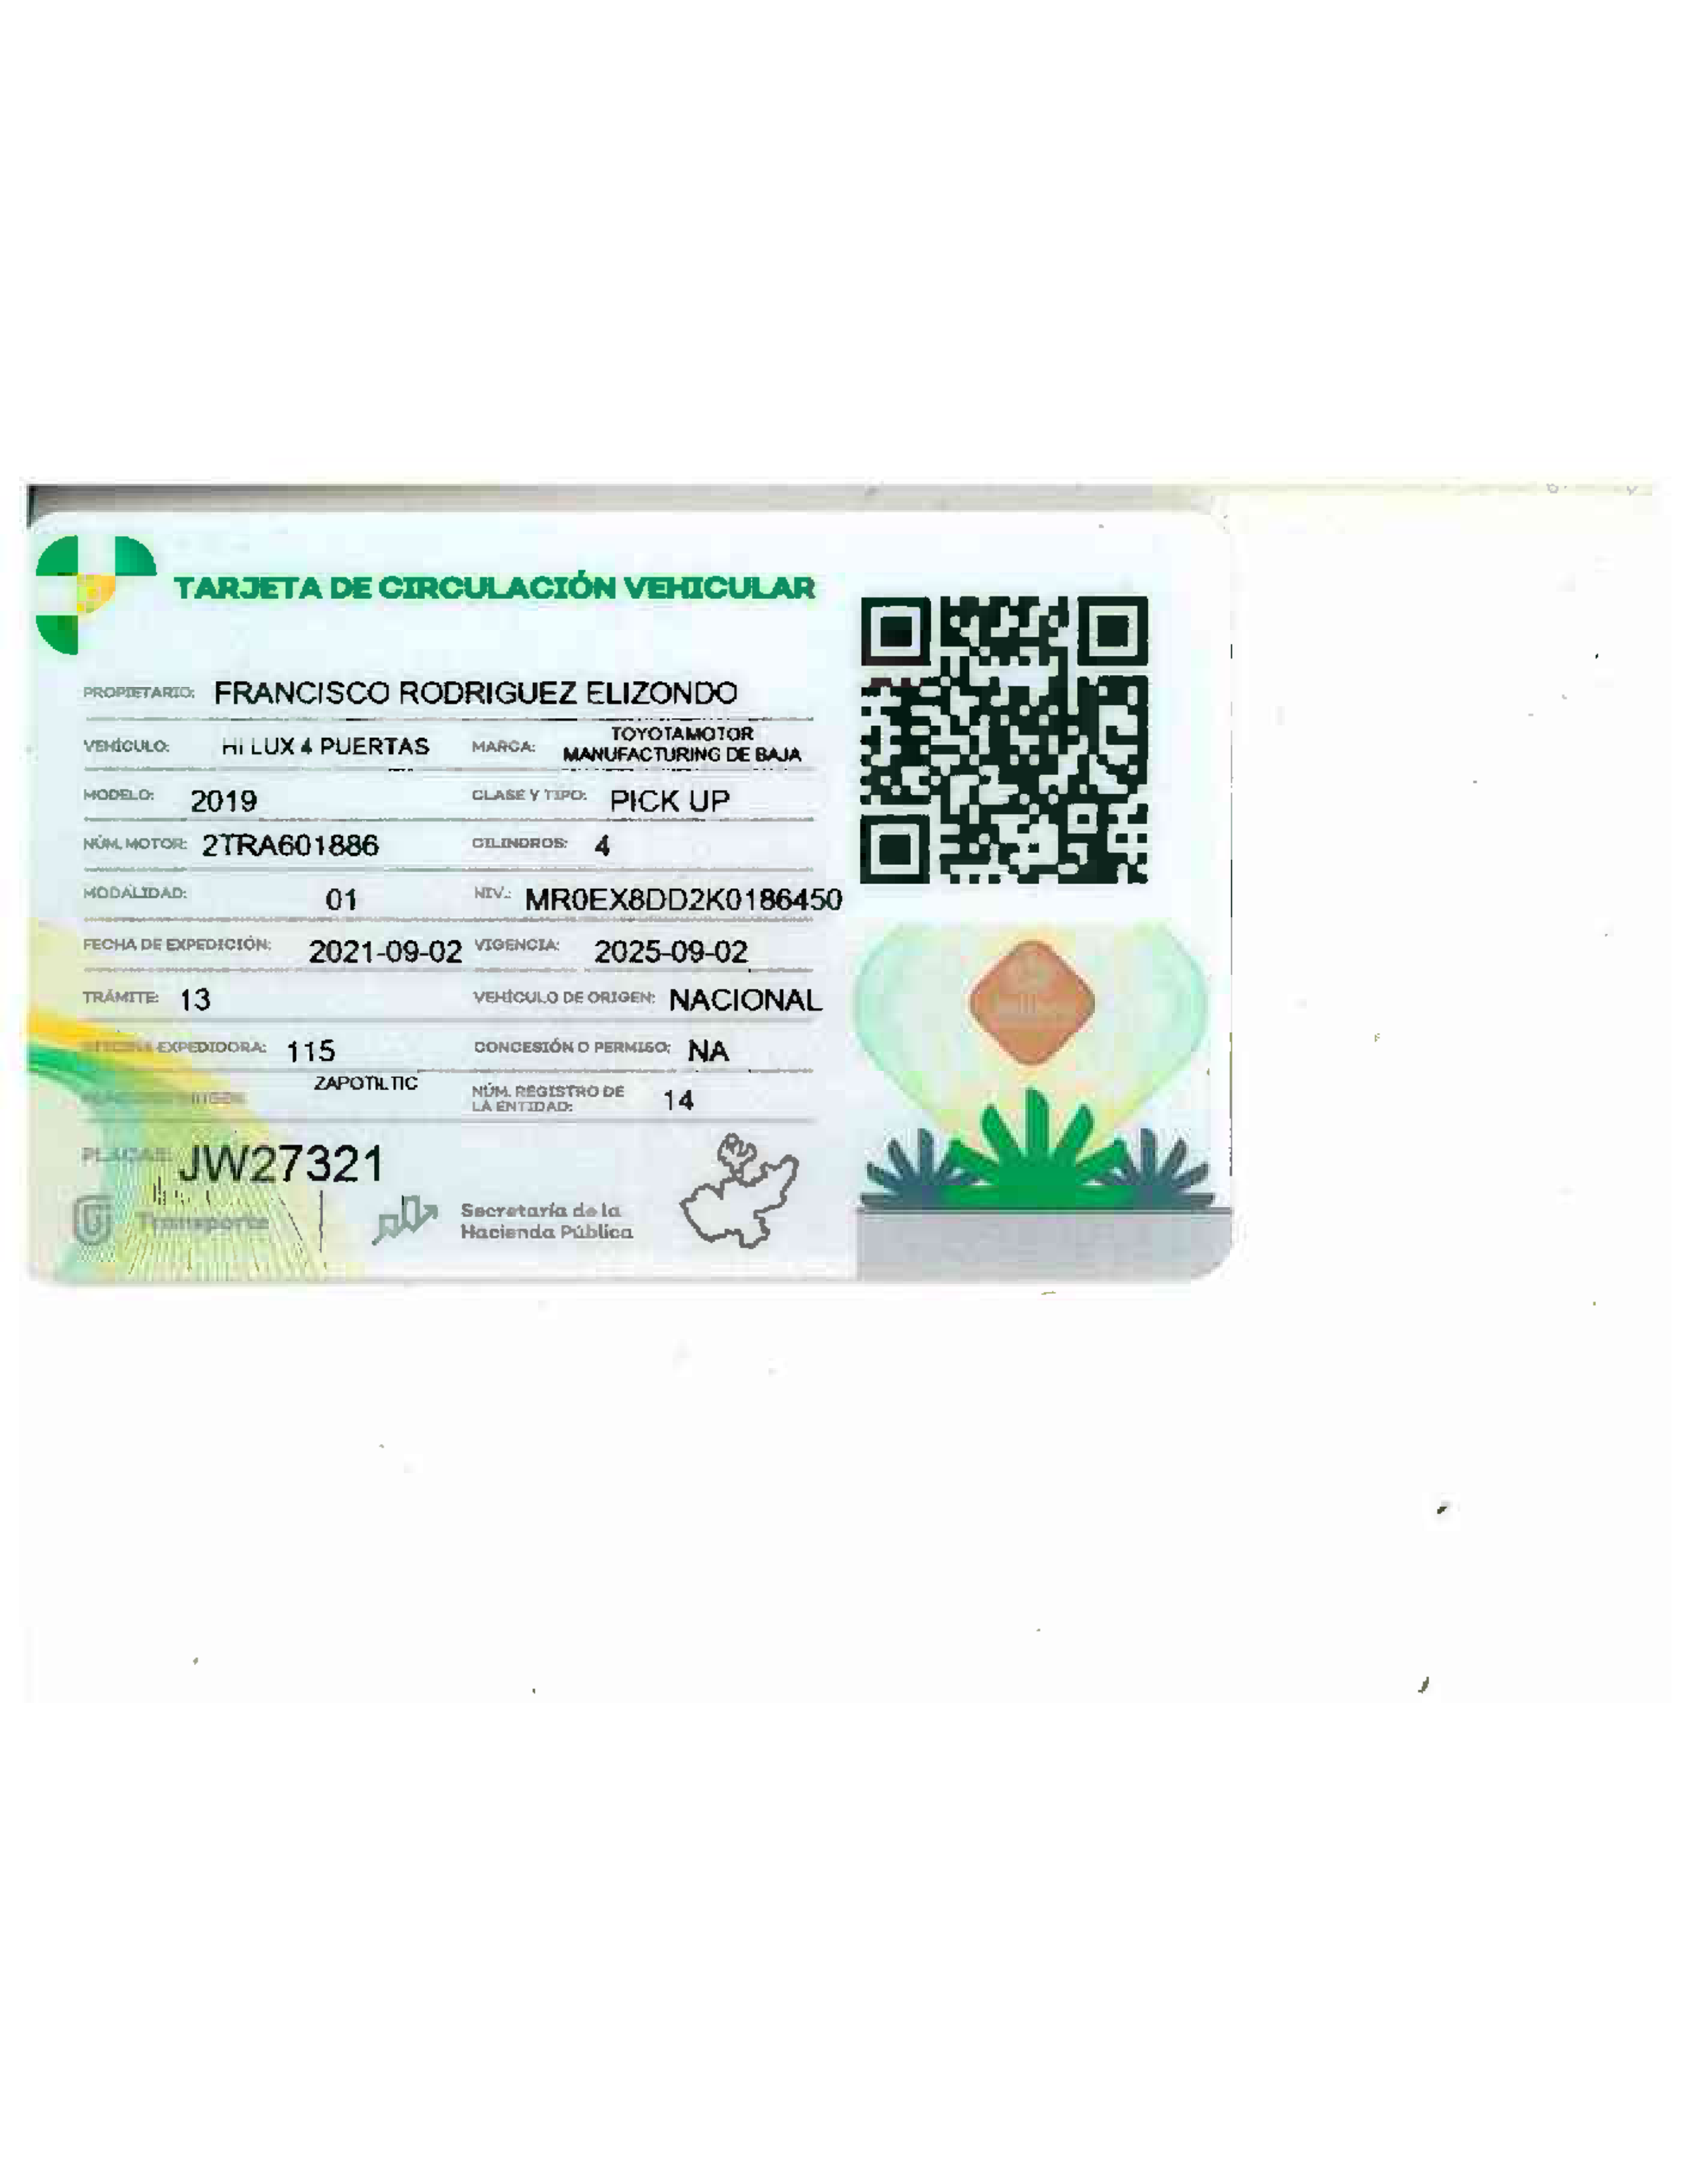 TARJETA DE CIRCULACIÓN VEHICULAR
PROPIETARIO: FRANCISCO RODRIGUEZ ELIZONDO
VEHÍCULO: HI LUX 4 PUERTAS MARCA: TOYOTAMOTOR MANUFACTURING DE BAJA
MODELO: 2019 CLASE Y TIPO: PICK UP
NÚM. MOTOR: 2TRA601886 CILINDROS: 4
MODALIDAD: 01 NIV.: MR0EX8DD2K0186450
FECHA DE EXPEDICIÓN: 2021-09-02 VIGENCIA: 2025-09-02
TRÁMITE: 13 VEHÍCULO DE ORIGEN: NACIONAL
EXPEDIDORA: 115 CONCESIÓN O PERMISO: NA
ZAPOTILTIC NÚM. REGISTRO DE LA ENTIDAD: 14
PLACAS: JW27321
Transporte
Secretaría de la
Hacienda Pública